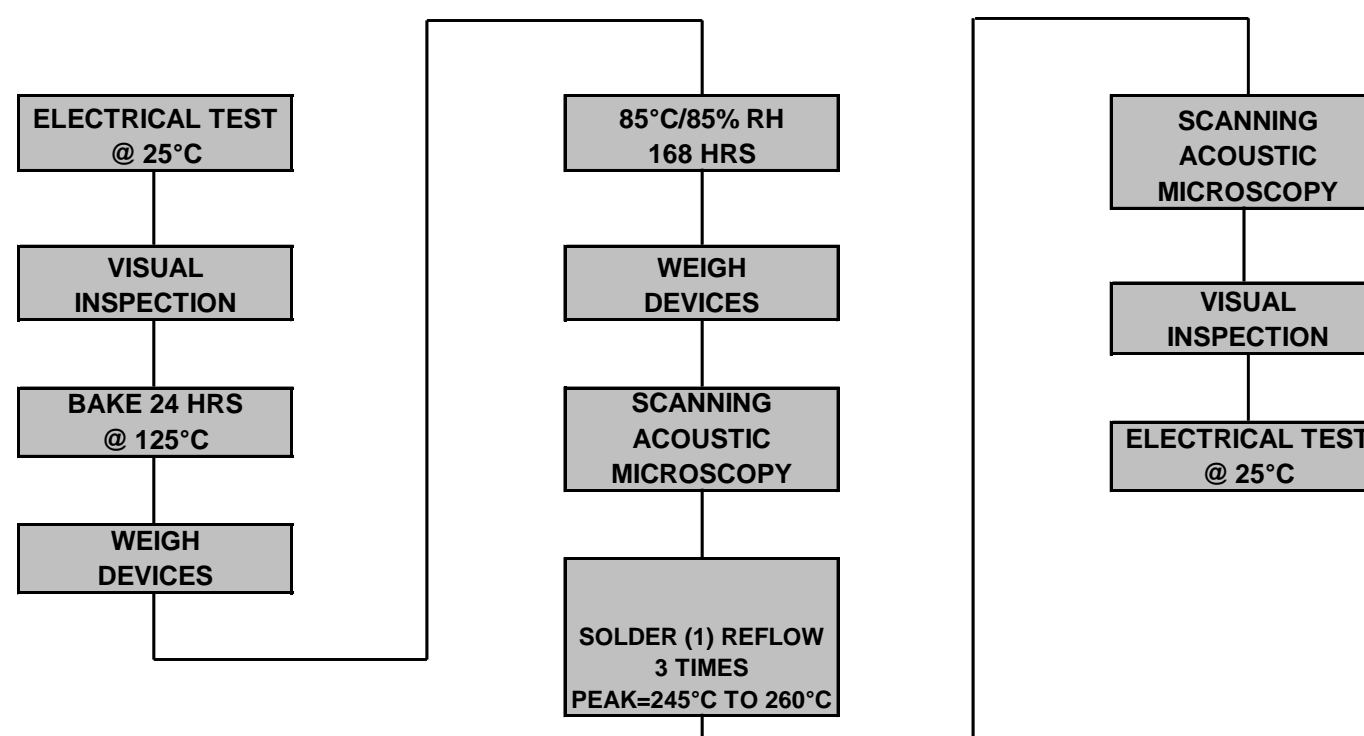 ELECTRICAL TEST
@ 25°C
VISUAL
INSPECTION
BAKE 24 HRS
@ 125°C
WEIGH
DEVICES
85°C/85% RH
168 HRS
WEIGH
DEVICES
SCANNING
ACOUSTIC
MICROSCOPY
SOLDER (1) REFLOW
3 TIMES
PEAK=245°C TO 260°C
SCANNING
ACOUSTIC
MICROSCOPY
VISUAL
INSPECTION
ELECTRICAL TEST
@ 25°C